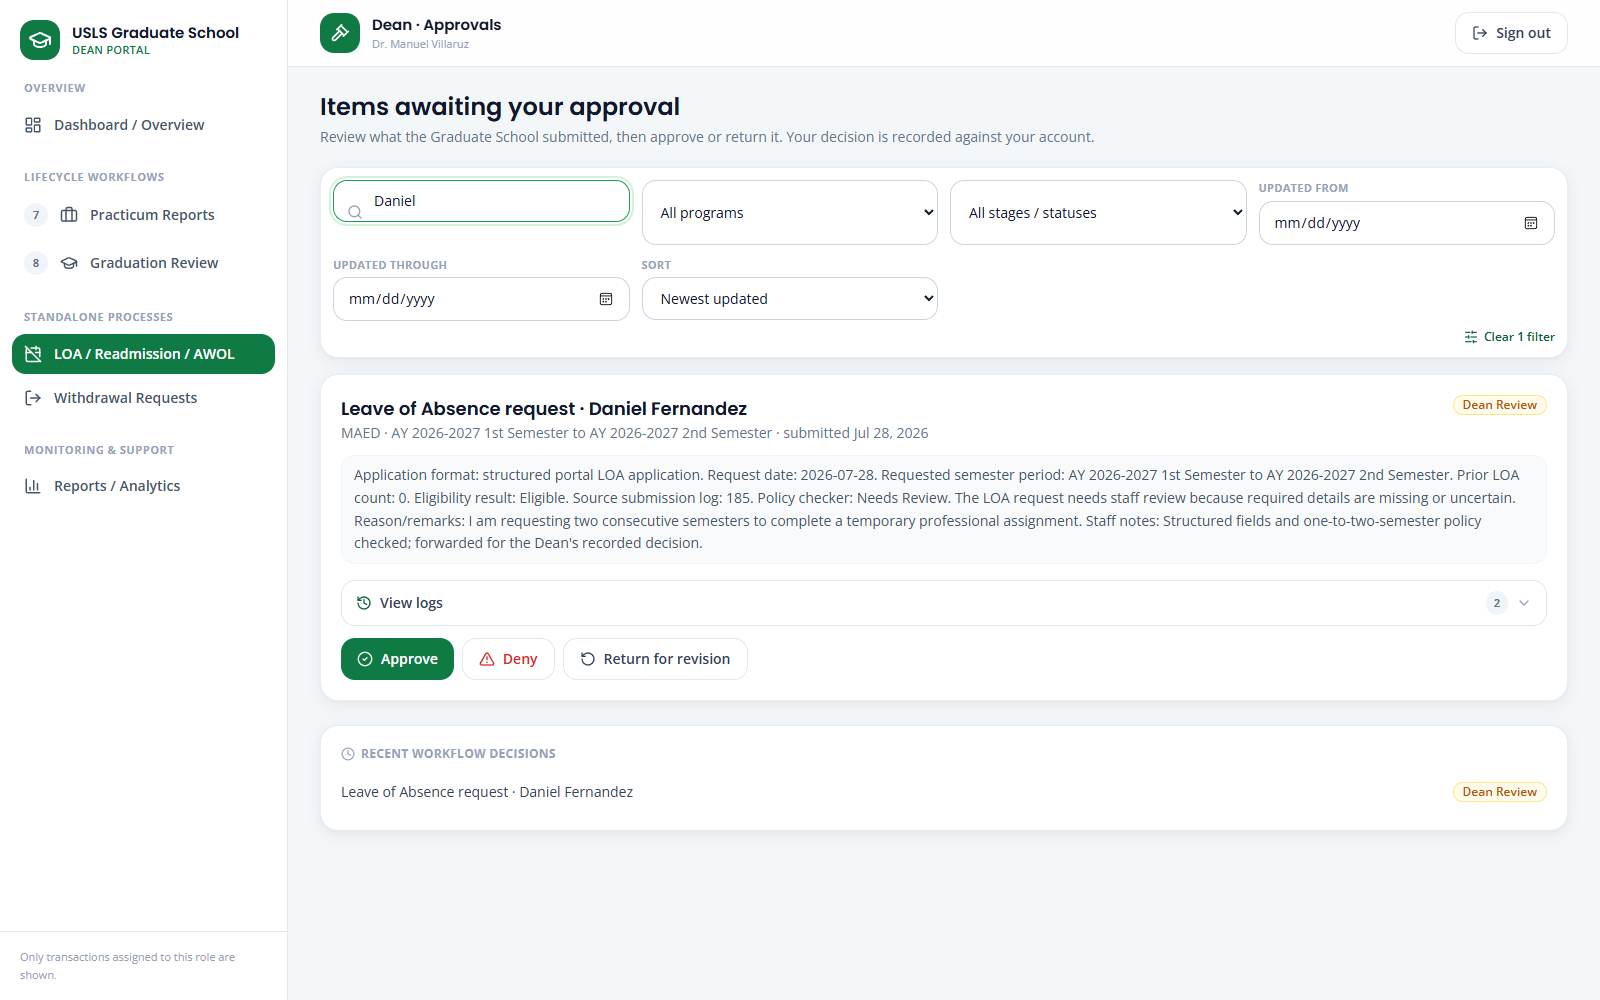 USLS Graduate School
DEAN PORTAL
OVERVIEW
Dashboard / Overview
LIFECYCLE WORKFLOWS
7 Practicum Reports
8 Graduation Review
STANDALONE PROCESSES
LOA / Readmission / AWOL
Withdrawal Requests
MONITORING & SUPPORT
Reports / Analytics
Only transactions assigned to this role are
shown.
Dean · Approvals
Dr. Manuel Villaruz
Sign out
Items awaiting your approval
Review what the Graduate School submitted, then approve or return it. Your decision is recorded against your account.
Daniel
All programs
All stages / statuses
UPDATED FROM
mm/dd/yyyy
UPDATED THROUGH
mm/dd/yyyy
SORT
Newest updated
Clear 1 filter
Leave of Absence request · Daniel Fernandez
Dean Review
MAED · AY 2026-2027 1st Semester to AY 2026-2027 2nd Semester · submitted Jul 28, 2026
Application format: structured portal LOA application. Request date: 2026-07-28. Requested semester period: AY 2026-2027 1st Semester to AY 2026-2027 2nd Semester. Prior LOA
count: 0. Eligibility result: Eligible. Source submission log: 185. Policy checker: Needs Review. The LOA request needs staff review because required details are missing or uncertain.
Reason/remarks: I am requesting two consecutive semesters to complete a temporary professional assignment. Staff notes: Structured fields and one-to-two-semester policy
checked; forwarded for the Dean's recorded decision.
View logs
2
Approve
Deny
Return for revision
RECENT WORKFLOW DECISIONS
Leave of Absence request · Daniel Fernandez
Dean Review